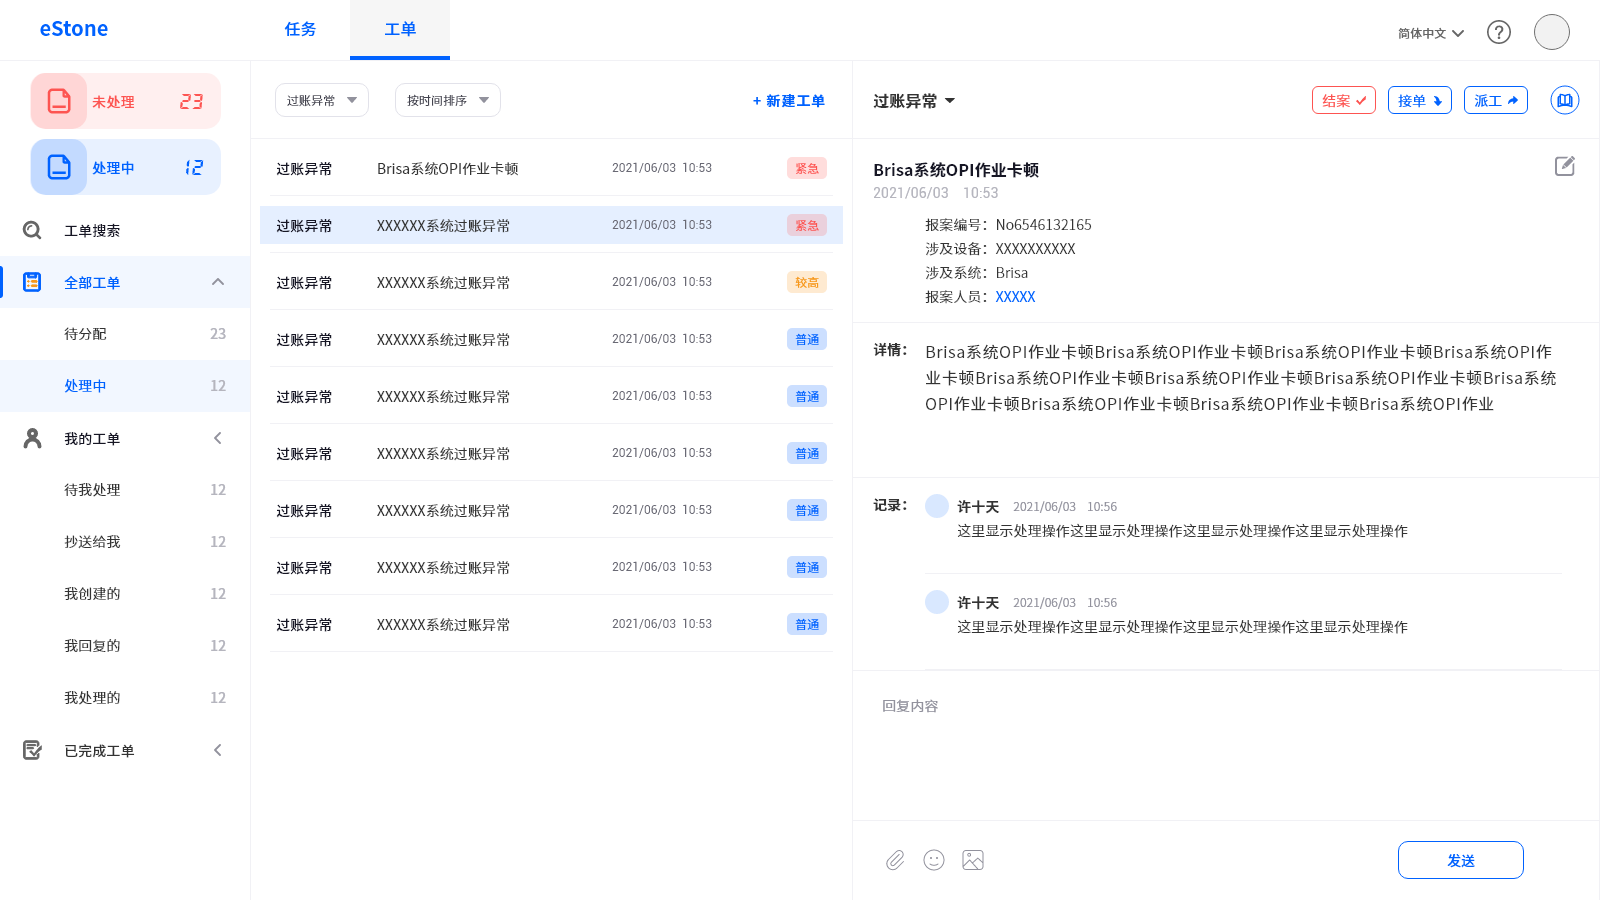 eStone
任务
工单
简体中文
未处理
23
处理中
12
工单搜索
全部工单
待分配
23
处理中
12
我的工单
待我处理
12
抄送给我
12
我创建的
12
我回复的
12
我处理的
12
已完成工单
过账异常
按时间排序
+ 新建工单
过账异常 Brisa系统OPI作业卡顿 2021/06/03 10:53 紧急
过账异常 XXXXXX系统过账异常 2021/06/03 10:53 紧急
过账异常 XXXXXX系统过账异常 2021/06/03 10:53 较高
过账异常 XXXXXX系统过账异常 2021/06/03 10:53 普通
过账异常 XXXXXX系统过账异常 2021/06/03 10:53 普通
过账异常 XXXXXX系统过账异常 2021/06/03 10:53 普通
过账异常 XXXXXX系统过账异常 2021/06/03 10:53 普通
过账异常 XXXXXX系统过账异常 2021/06/03 10:53 普通
过账异常 XXXXXX系统过账异常 2021/06/03 10:53 普通
过账异常
结案
接单
派工
Brisa系统OPI作业卡顿
2021/06/03 10:53
报案编号：No6546132165
涉及设备：XXXXXXXXXX
涉及系统：Brisa
报案人员：XXXXX
详情：
Brisa系统OPI作业卡顿Brisa系统OPI作业卡顿Brisa系统OPI作业卡顿Brisa系统OPI作
业卡顿Brisa系统OPI作业卡顿Brisa系统OPI作业卡顿Brisa系统OPI作业卡顿Brisa系统
OPI作业卡顿Brisa系统OPI作业卡顿Brisa系统OPI作业卡顿Brisa系统OPI作业
记录：
许十天 2021/06/03 10:56
这里显示处理操作这里显示处理操作这里显示处理操作这里显示处理操作
许十天 2021/06/03 10:56
这里显示处理操作这里显示处理操作这里显示处理操作这里显示处理操作
回复内容
发送